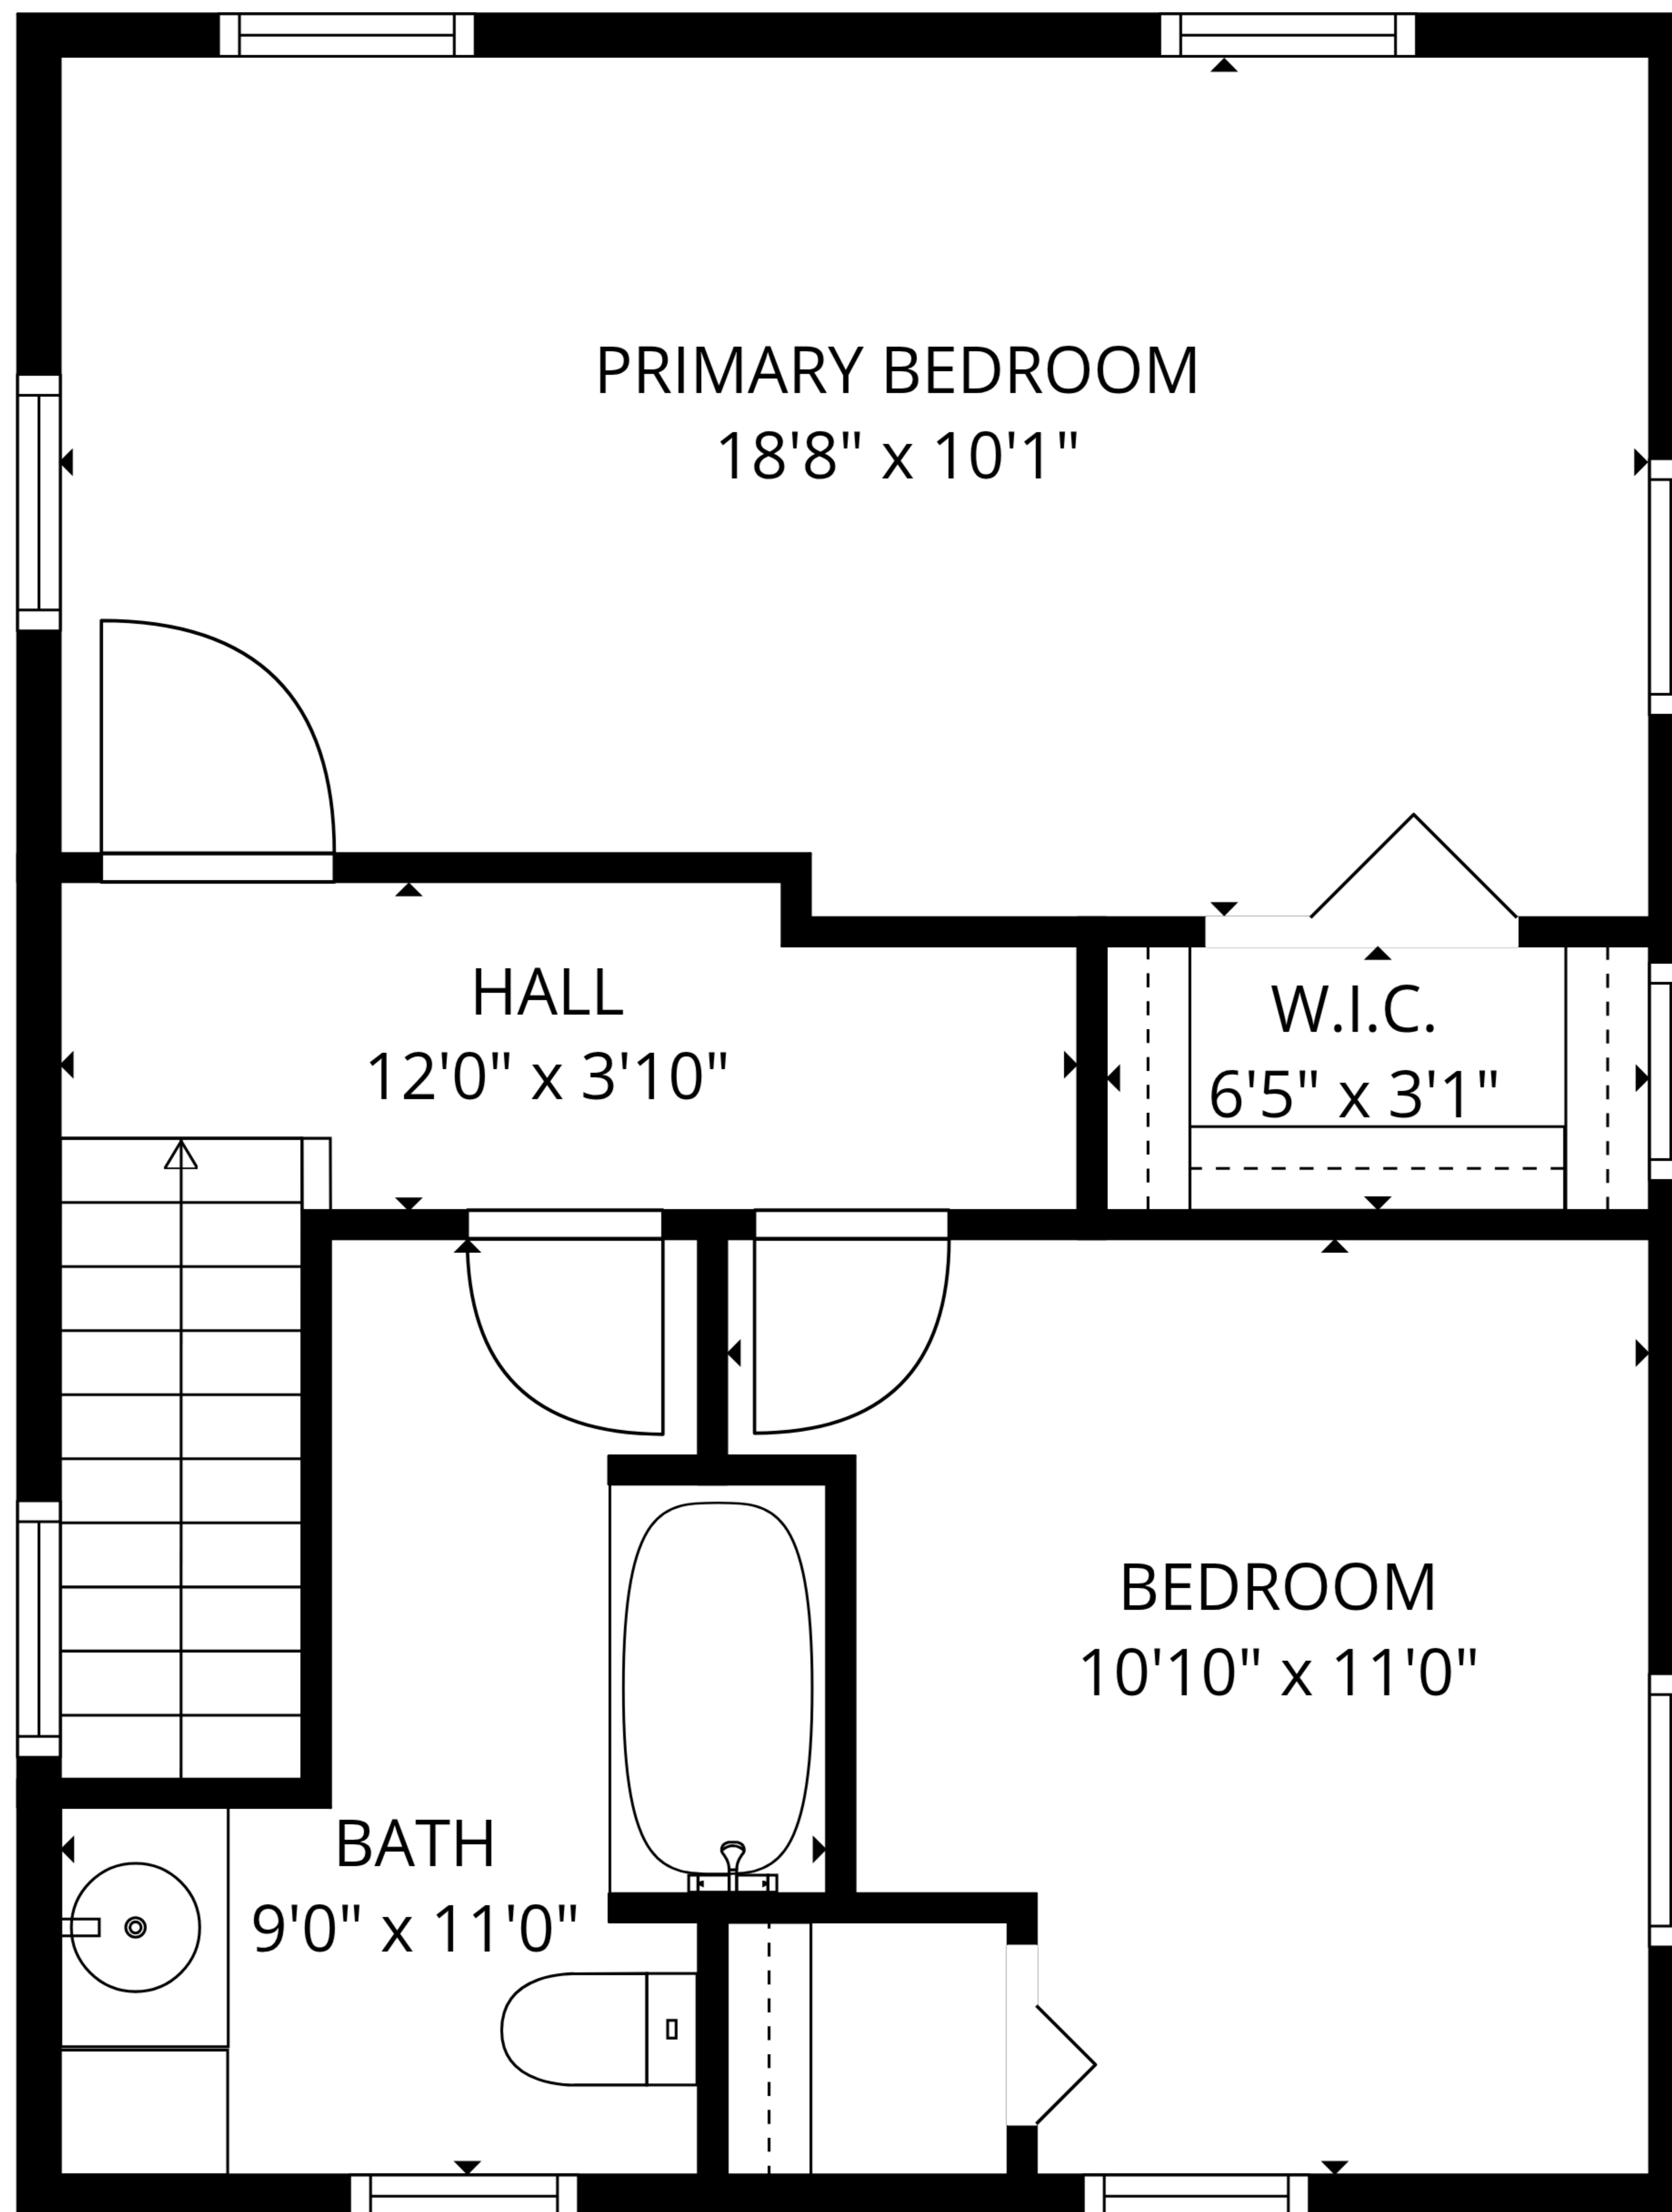 PRIMARY BEDROOM
18'8" x 10'1"
HALL
12'0" x 3'10"
W.I.C.
6'5" x 3'1"
BEDROOM
10'10" x 11'0"
BATH
9'0" x 11'0"